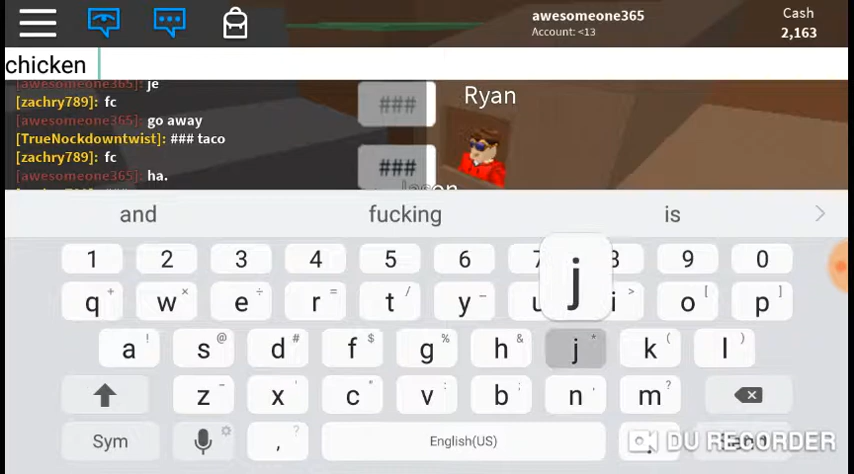 awesomeone365
Account: <13
Cash
2,163
chicken
[awesomeone365]: je
[zachry789]: fc
[awesomeone365]: go away
[TrueNockdowntwist]: ### taco
[zachry789]: fc
[awesomeone365]: ha.
###
###
Ryan
Jason
and fucking is
1 2 3 4 5 6 7 8 9 0
q + w × e ÷ r = t / y _ u i > o [ p ]
j
a ! s @ d # f $ g % h & j * k ( l )
z - x ' c " v : b ; n , m ?
Sym , ? English(US) .
DU RECORDER